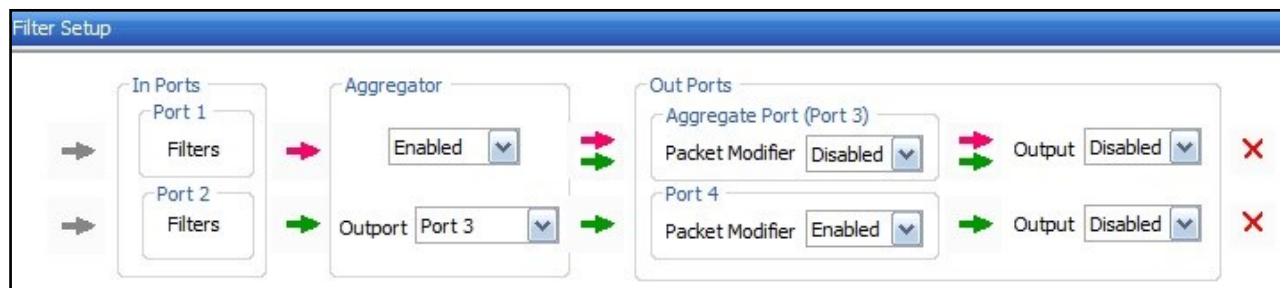 Filter Setup
In Ports
Port 1
Filters
Port 2
Filters
Aggregator
Enabled
Outport Port 3
Out Ports
Aggregate Port (Port 3)
Packet Modifier Disabled
Output Disabled
Port 4
Packet Modifier Enabled
Output Disabled